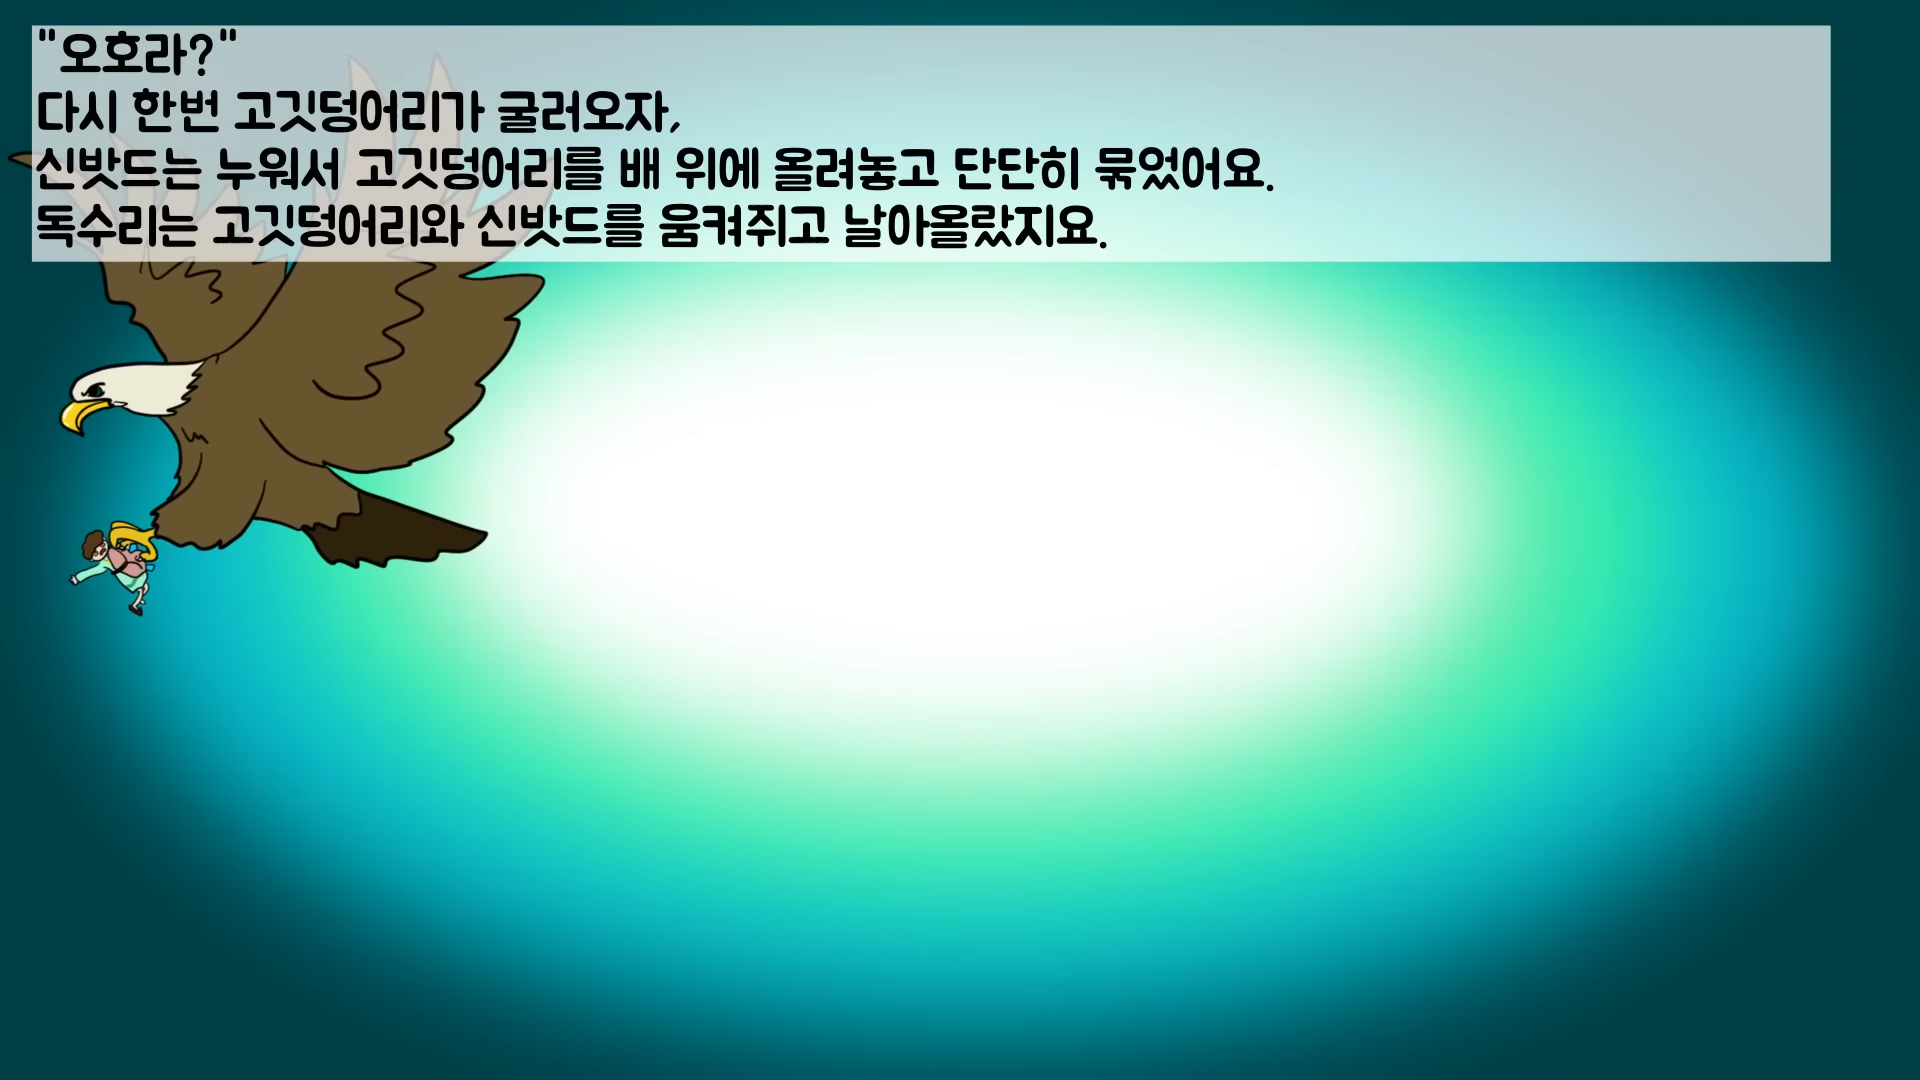 "오호라?"
다시 한번 고깃덩어리가 굴러오자,
신밧드는 누워서 고깃덩어리를 배 위에 올려놓고 단단히 묶었어요.
독수리는 고깃덩어리와 신밧드를 움켜쥐고 날아올랐지요.